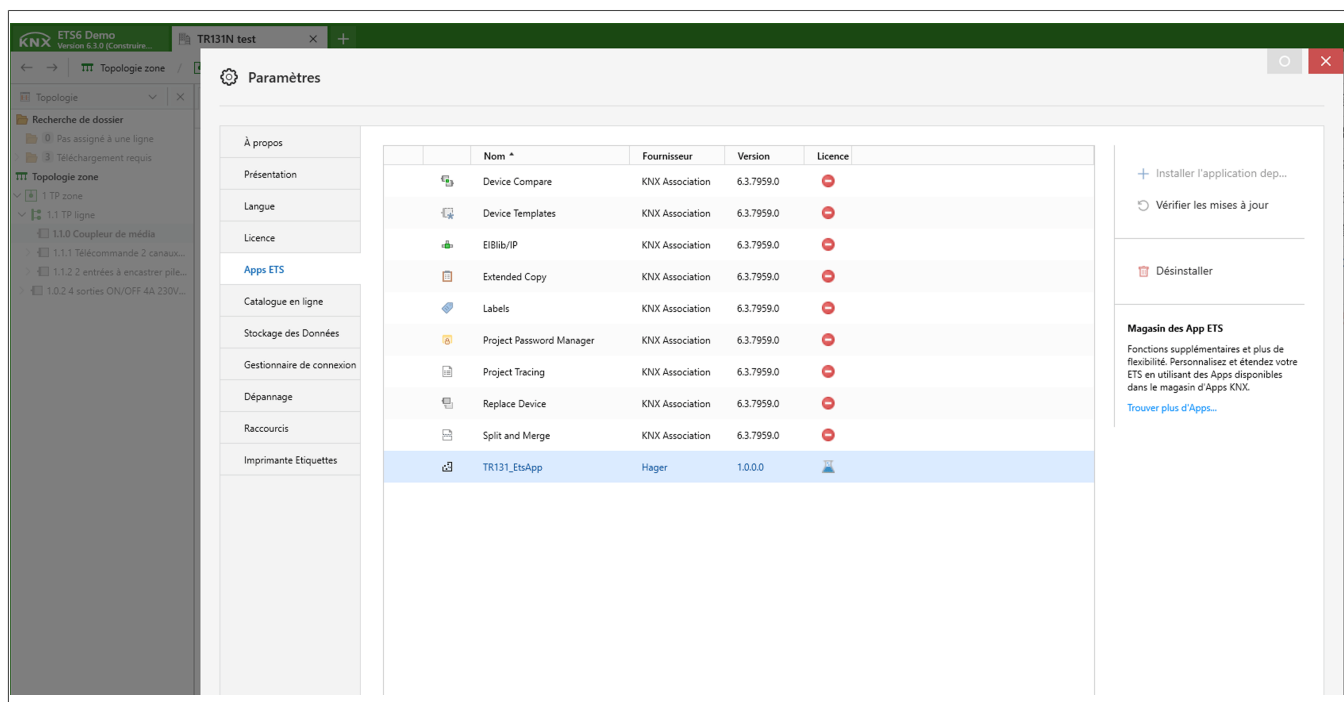 KNX ETS6 Demo
Version 6.3.0 (Construire...
TR131N test
Topologie zone /
Topologie
Recherche de dossier
0 Pas assigné à une ligne
3 Téléchargement requis
Topologie zone
1 TP zone
1.1 TP ligne
1.1.0 Coupleur de média
1.1.1 Télécommande 2 canaux...
1.1.2 2 entrées à encastrer pile...
1.0.2 4 sorties ON/OFF 4A 230V...
Paramètres
À propos
Présentation
Langue
Licence
Apps ETS
Catalogue en ligne
Stockage des Données
Gestionnaire de connexion
Dépannage
Raccourcis
Imprimante Etiquettes
Nom Fournisseur Version Licence
Device Compare KNX Association 6.3.7959.0
Device Templates KNX Association 6.3.7959.0
EIBlib/IP KNX Association 6.3.7959.0
Extended Copy KNX Association 6.3.7959.0
Labels KNX Association 6.3.7959.0
Project Password Manager KNX Association 6.3.7959.0
Project Tracing KNX Association 6.3.7959.0
Replace Device KNX Association 6.3.7959.0
Split and Merge KNX Association 6.3.7959.0
TR131_EtsApp Hager 1.0.0.0
Installer l'application dep...
Vérifier les mises à jour
Désinstaller
Magasin des App ETS
Fonctions supplémentaires et plus de
flexibilité. Personnalisez et étendez votre
ETS en utilisant des Apps disponibles
dans le magasin d'Apps KNX.
Trouver plus d'Apps...